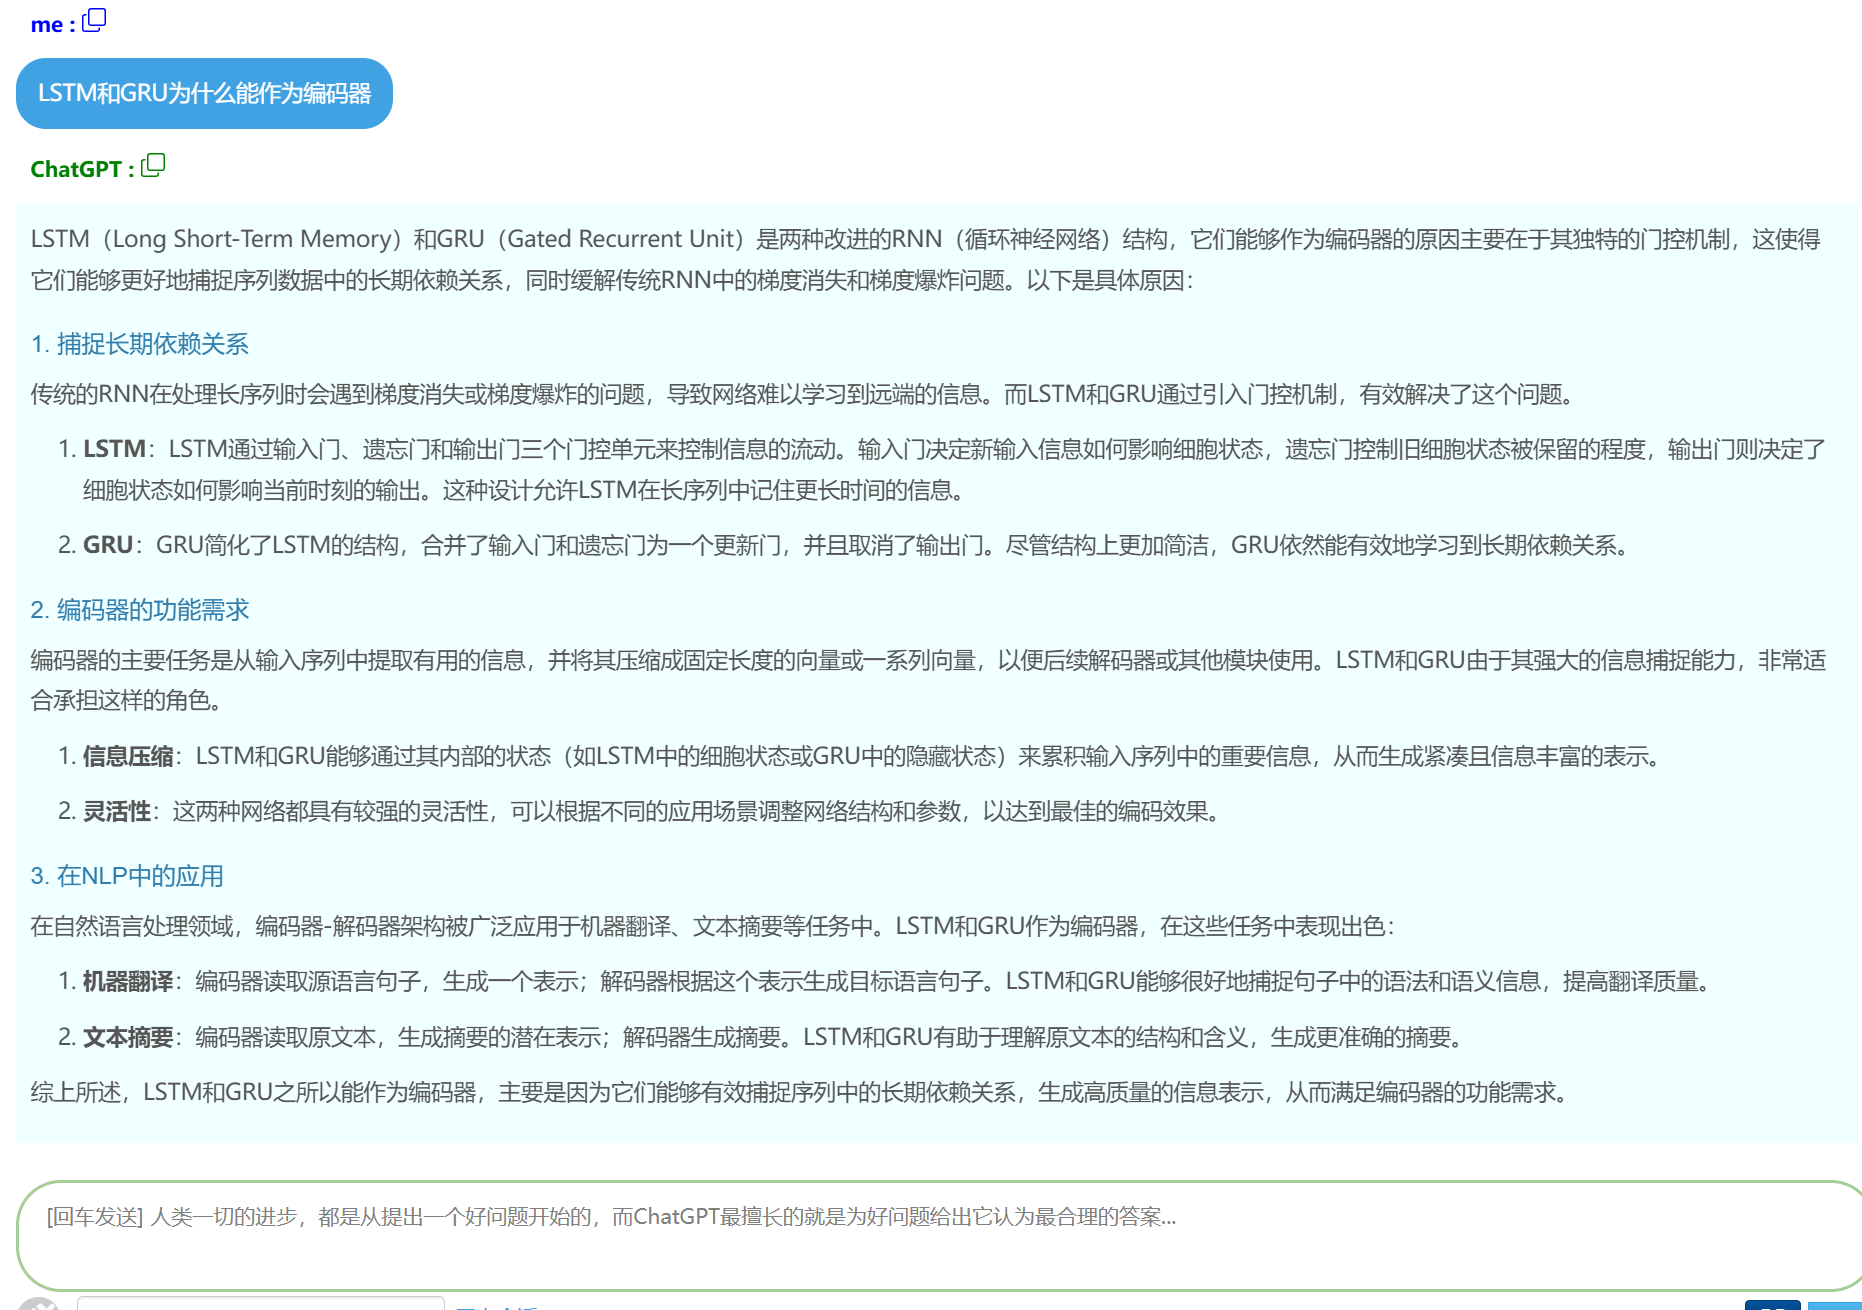 me :
LSTM和GRU为什么能作为编码器
ChatGPT :
LSTM（Long Short-Term Memory）和GRU（Gated Recurrent Unit）是两种改进的RNN（循环神经网络）结构，它们能够作为编码器的原因主要在于其独特的门控机制，这使得
它们能够更好地捕捉序列数据中的长期依赖关系，同时缓解传统RNN中的梯度消失和梯度爆炸问题。以下是具体原因：
1. 捕捉长期依赖关系
传统的RNN在处理长序列时会遇到梯度消失或梯度爆炸的问题，导致网络难以学习到远端的信息。而LSTM和GRU通过引入门控机制，有效解决了这个问题。
1. LSTM：LSTM通过输入门、遗忘门和输出门三个门控单元来控制信息的流动。输入门决定新输入信息如何影响细胞状态，遗忘门控制旧细胞状态被保留的程度，输出门则决定了
细胞状态如何影响当前时刻的输出。这种设计允许LSTM在长序列中记住更长时间的信息。
2. GRU：GRU简化了LSTM的结构，合并了输入门和遗忘门为一个更新门，并且取消了输出门。尽管结构上更加简洁，GRU依然能有效地学习到长期依赖关系。
2. 编码器的功能需求
编码器的主要任务是从输入序列中提取有用的信息，并将其压缩成固定长度的向量或一系列向量，以便后续解码器或其他模块使用。LSTM和GRU由于其强大的信息捕捉能力，非常适
合承担这样的角色。
1. 信息压缩：LSTM和GRU能够通过其内部的状态（如LSTM中的细胞状态或GRU中的隐藏状态）来累积输入序列中的重要信息，从而生成紧凑且信息丰富的表示。
2. 灵活性：这两种网络都具有较强的灵活性，可以根据不同的应用场景调整网络结构和参数，以达到最佳的编码效果。
3. 在NLP中的应用
在自然语言处理领域，编码器-解码器架构被广泛应用于机器翻译、文本摘要等任务中。LSTM和GRU作为编码器，在这些任务中表现出色：
1. 机器翻译：编码器读取源语言句子，生成一个表示；解码器根据这个表示生成目标语言句子。LSTM和GRU能够很好地捕捉句子中的语法和语义信息，提高翻译质量。
2. 文本摘要：编码器读取原文本，生成摘要的潜在表示；解码器生成摘要。LSTM和GRU有助于理解原文本的结构和含义，生成更准确的摘要。
综上所述，LSTM和GRU之所以能作为编码器，主要是因为它们能够有效捕捉序列中的长期依赖关系，生成高质量的信息表示，从而满足编码器的功能需求。
[回车发送] 人类一切的进步，都是从提出一个好问题开始的，而ChatGPT最擅长的就是为好问题给出它认为最合理的答案...